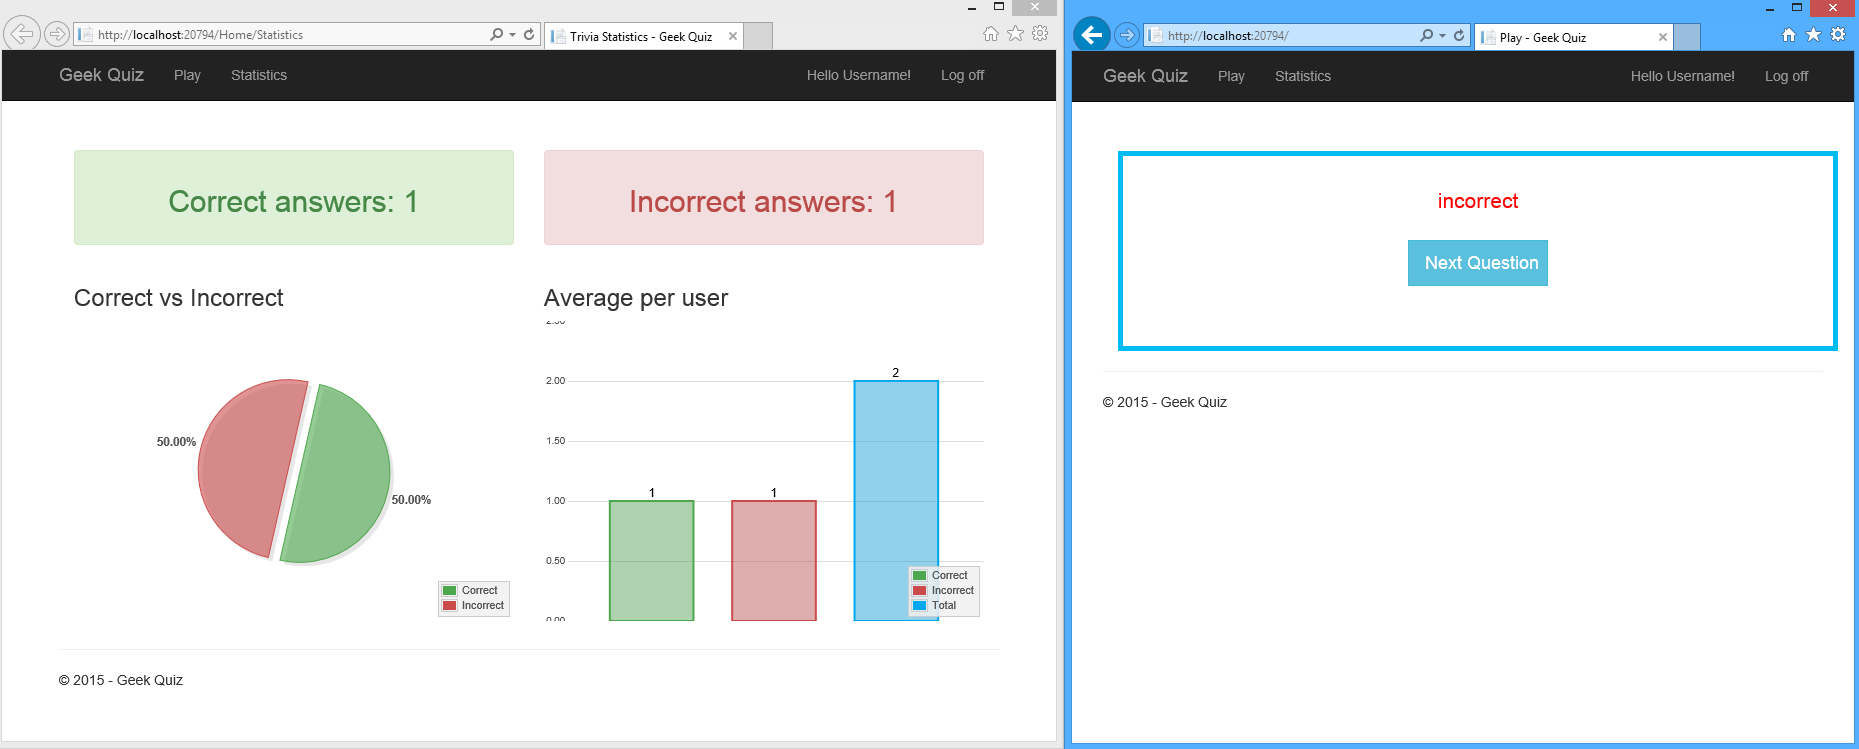 http://localhost:20794/Home/Statistics
Trivia Statistics - Geek Quiz
Geek Quiz Play Statistics Hello Username! Log off
Correct answers: 1
Incorrect answers: 1
Correct vs Incorrect
50.00%
50.00%
Correct
Incorrect
Average per user
2.50
2.00
1.50
1.00
0.50
0.00
1
1
2
Correct
Incorrect
Total
© 2015 - Geek Quiz
http://localhost:20794/
Play - Geek Quiz
Geek Quiz Play Statistics Hello Username! Log off
incorrect
Next Question
© 2015 - Geek Quiz